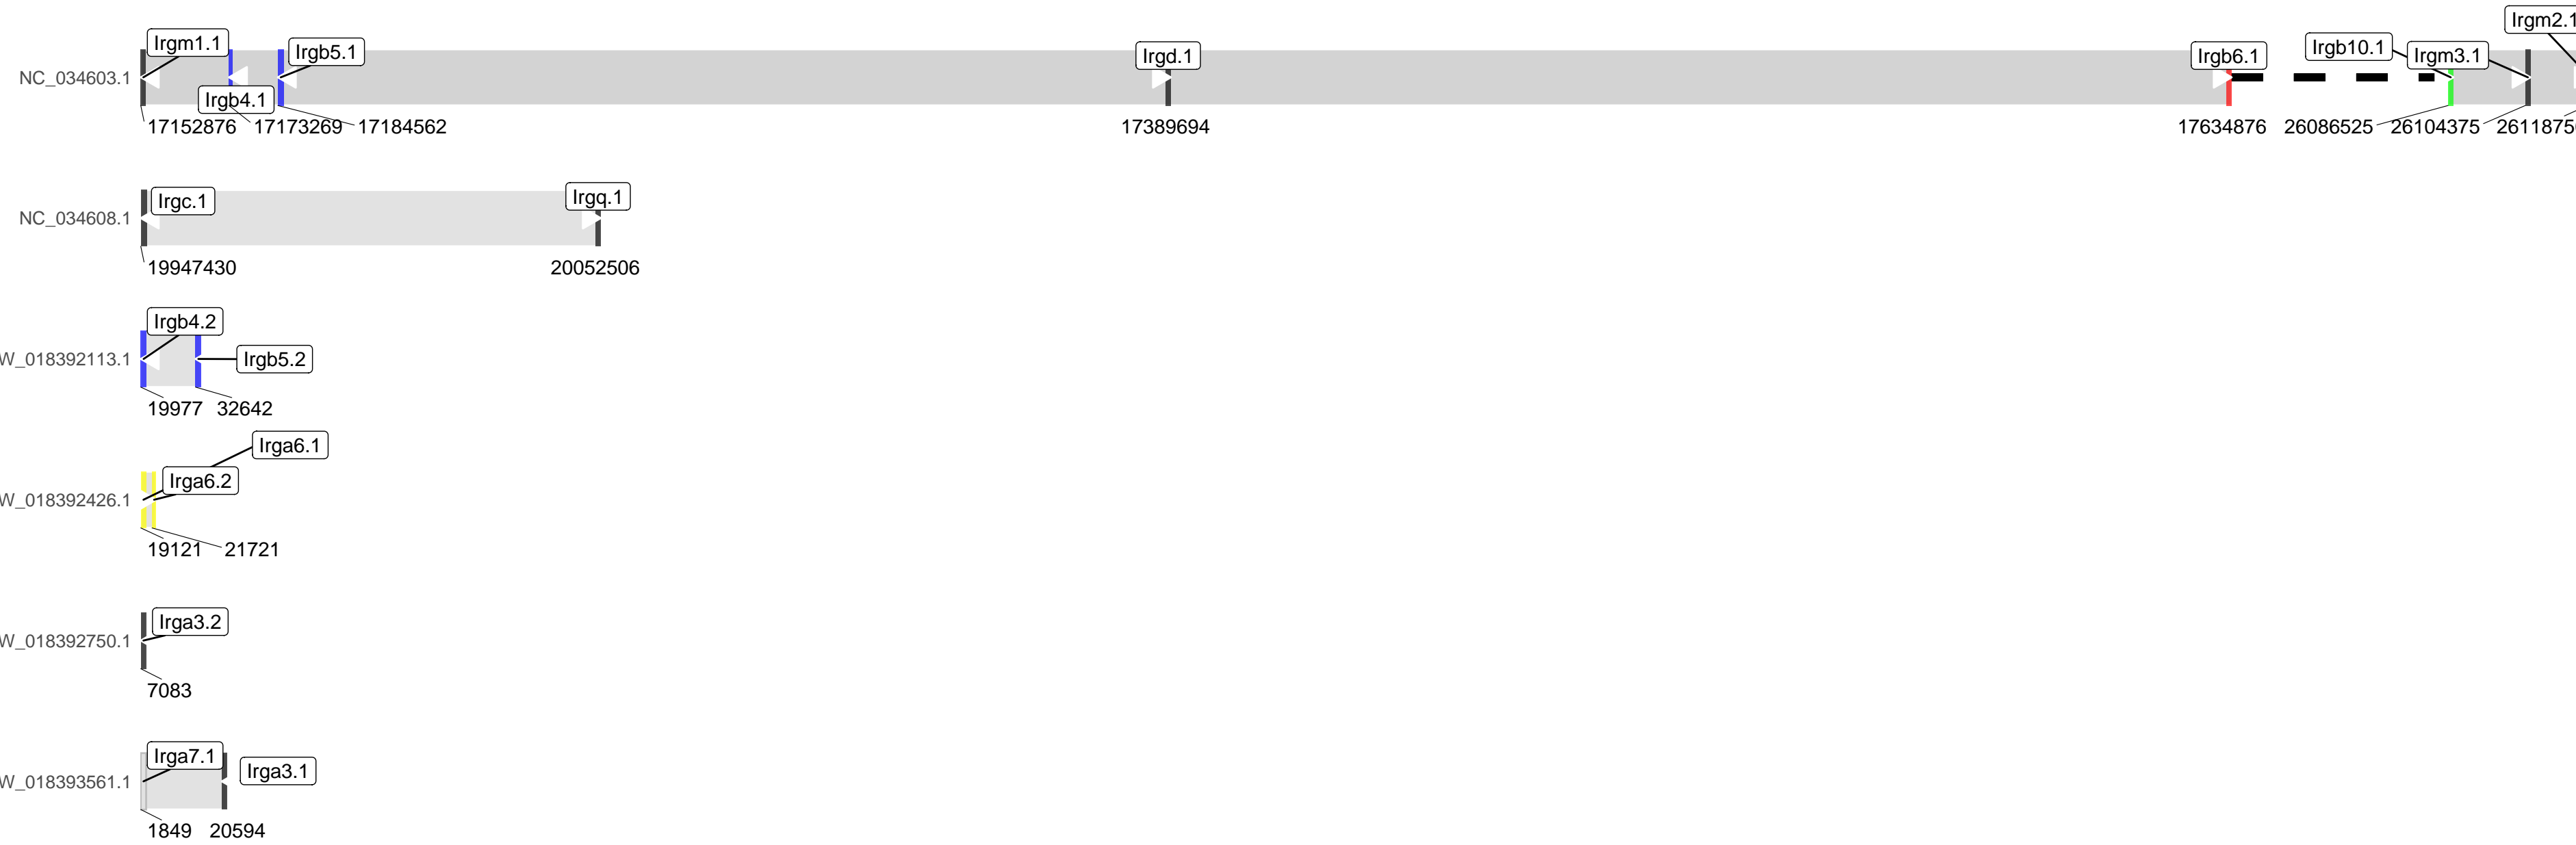 Irgm2.1
Irgm1.1 Irgb5.1 Irgd.1 Irgb6.1 Irgb10.1 Irgm3.1
NC_034603.1
Irgb4.1
17152876 17173269 17184562 17389694 17634876 26086525 26104375 2611875
Irgc.1 Irgq.1
NC_034608.1
19947430 20052506
Irgb4.2
W_018392113.1 Irgb5.2
19977 32642
Irga6.1
Irga6.2
W_018392426.1
19121 21721
Irga3.2
W_018392750.1
7083
Irga7.1 Irga3.1
W_018393561.1
1849 20594